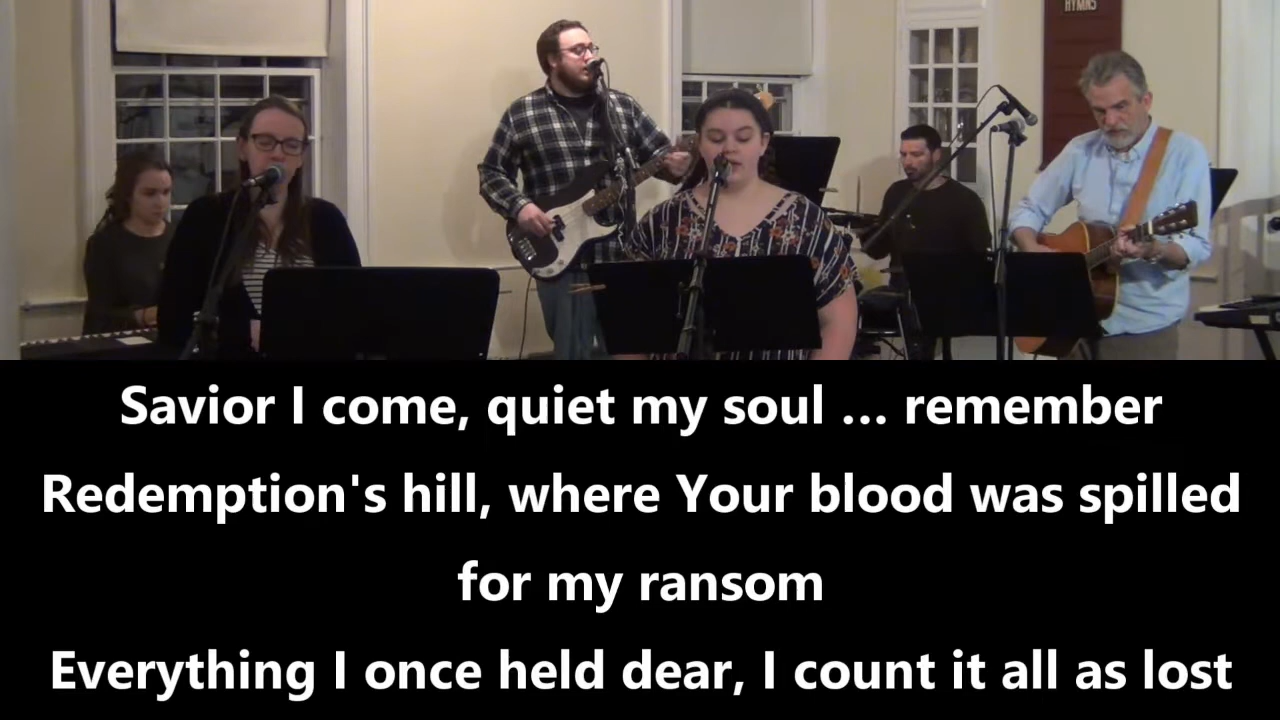 HYMNS
Savior I come, quiet my soul ... remember
Redemption's hill, where Your blood was spilled
for my ransom
Everything I once held dear, I count it all as lost